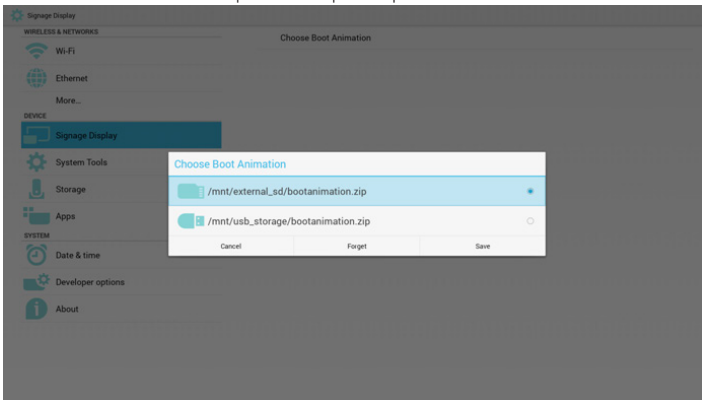 Signage Display
WIRELESS & NETWORKS
Choose Boot Animation
Wi-Fi
Ethernet
More...
DEVICE
Signage Display
System Tools
Storage
Apps
SYSTEM
Date & time
Developer options
About
Choose Boot Animation
/mnt/external_sd/bootanimation.zip
/mnt/usb_storage/bootanimation.zip
Cancel
Forget
Save